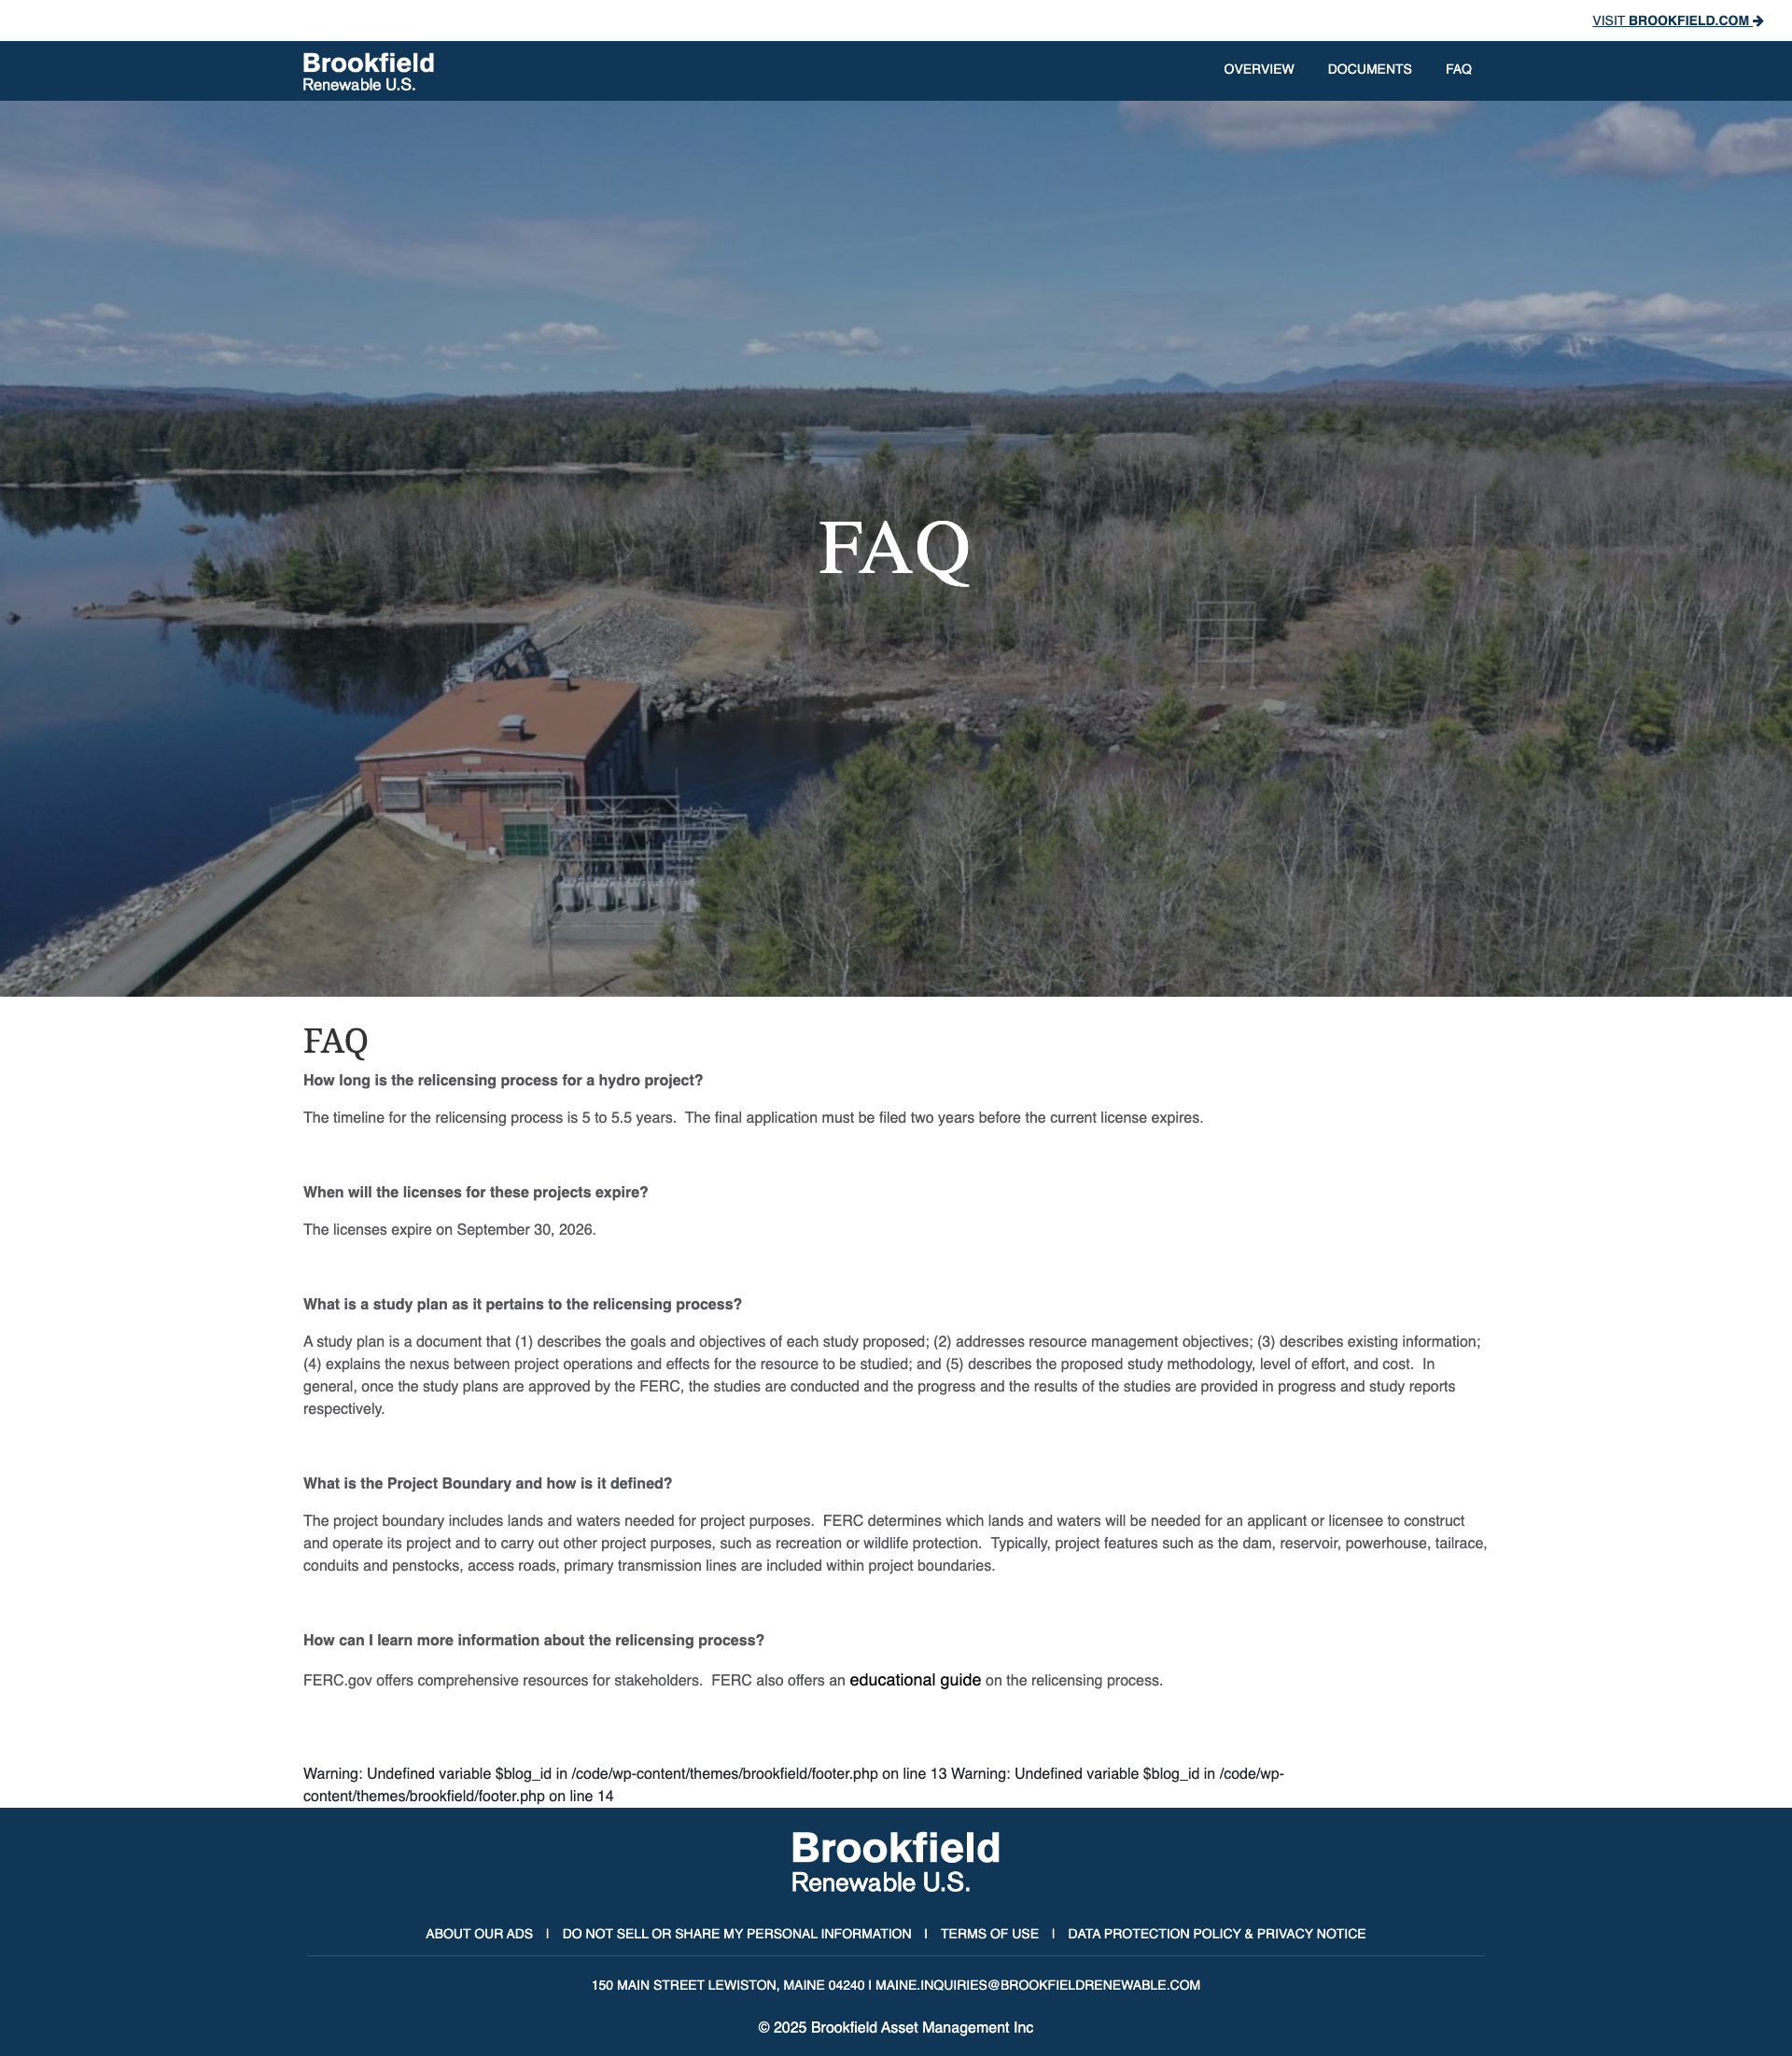 VISIT BROOKFIELD.COM
Brookfield
Renewable U.S.
OVERVIEW DOCUMENTS FAQ
FAQ
FAQ
How long is the relicensing process for a hydro project?
The timeline for the relicensing process is 5 to 5.5 years.  The final application must be filed two years before the current license expires.
When will the licenses for these projects expire?
The licenses expire on September 30, 2026.
What is a study plan as it pertains to the relicensing process?
A study plan is a document that (1) describes the goals and objectives of each study proposed; (2) addresses resource management objectives; (3) describes existing information;
(4) explains the nexus between project operations and effects for the resource to be studied; and (5) describes the proposed study methodology, level of effort, and cost.  In
general, once the study plans are approved by the FERC, the studies are conducted and the progress and the results of the studies are provided in progress and study reports
respectively.
What is the Project Boundary and how is it defined?
The project boundary includes lands and waters needed for project purposes.  FERC determines which lands and waters will be needed for an applicant or licensee to construct
and operate its project and to carry out other project purposes, such as recreation or wildlife protection.  Typically, project features such as the dam, reservoir, powerhouse, tailrace,
conduits and penstocks, access roads, primary transmission lines are included within project boundaries.
How can I learn more information about the relicensing process?
FERC.gov offers comprehensive resources for stakeholders.  FERC also offers an educational guide on the relicensing process.
Warning: Undefined variable $blog_id in /code/wp-content/themes/brookfield/footer.php on line 13 Warning: Undefined variable $blog_id in /code/wp-
content/themes/brookfield/footer.php on line 14
Brookfield
Renewable U.S.
ABOUT OUR ADS | DO NOT SELL OR SHARE MY PERSONAL INFORMATION | TERMS OF USE | DATA PROTECTION POLICY & PRIVACY NOTICE
150 MAIN STREET LEWISTON, MAINE 04240 | MAINE.INQUIRIES@BROOKFIELDRENEWABLE.COM
© 2025 Brookfield Asset Management Inc